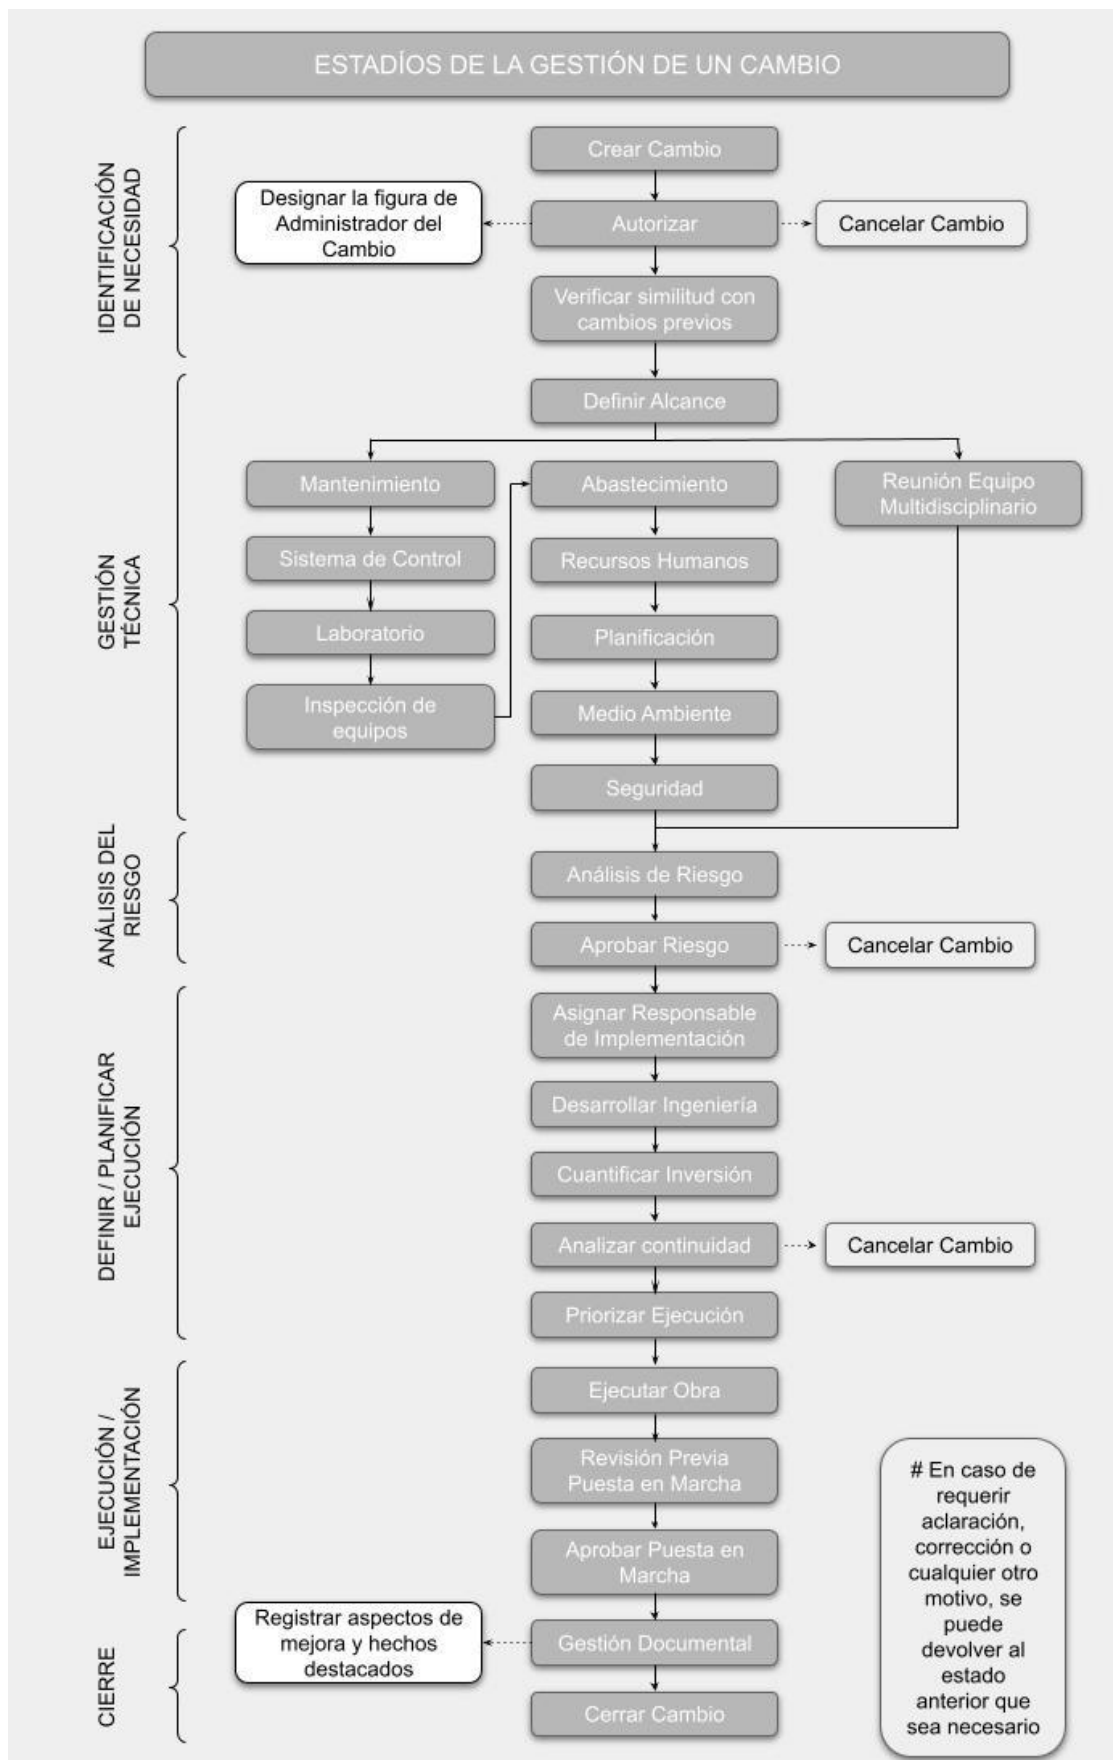 ESTADÍOS DE LA GESTIÓN DE UN CAMBIO
IDENTIFICACIÓN
DE NECESIDAD
Crear Cambio
Designar la figura de
Administrador del
Cambio
Autorizar
Cancelar Cambio
Verificar similitud con
cambios previos
GESTIÓN
TÉCNICA
Definir Alcance
Mantenimiento
Sistema de Control
Laboratorio
Inspección de
equipos
Abastecimiento
Recursos Humanos
Planificación
Medio Ambiente
Seguridad
Reunión Equipo
Multidisciplinario
ANÁLISIS DEL
RIESGO
Análisis de Riesgo
Aprobar Riesgo
Cancelar Cambio
DEFINIR / PLANIFICAR
EJECUCIÓN
Asignar Responsable
de Implementación
Desarrollar Ingeniería
Cuantificar Inversión
Analizar continuidad
Cancelar Cambio
Priorizar Ejecución
EJECUCIÓN /
IMPLEMENTACIÓN
Ejecutar Obra
Revisión Previa
Puesta en Marcha
Aprobar Puesta en
Marcha
CIERRE
Registrar aspectos de
mejora y hechos
destacados
Gestión Documental
Cerrar Cambio
# En caso de
requerir
aclaración,
corrección o
cualquier otro
motivo, se
puede
devolver al
estado
anterior que
sea necesario